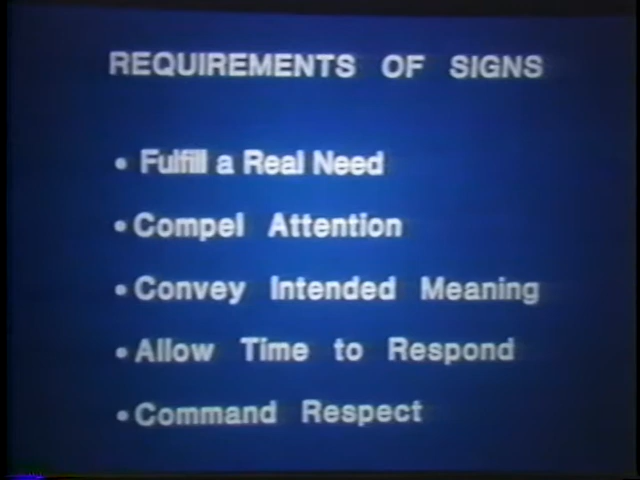 REQUIREMENTS OF SIGNS
• Fulfill a Real Need
• Compel Attention
• Convey Intended Meaning
• Allow Time to Respond
• Command Respect